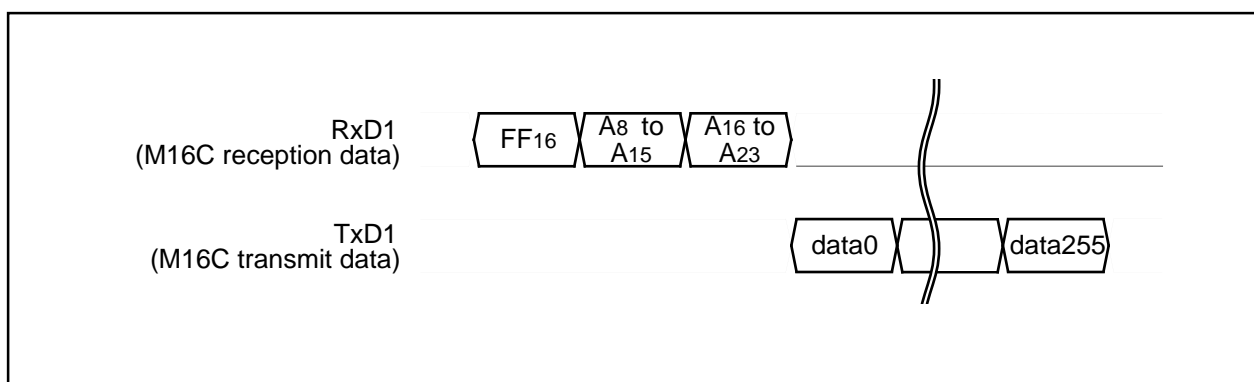 RxD1
(M16C reception data)
FF16
A8 to
A15
A16 to
A23
TxD1
(M16C transmit data)
data0
data255